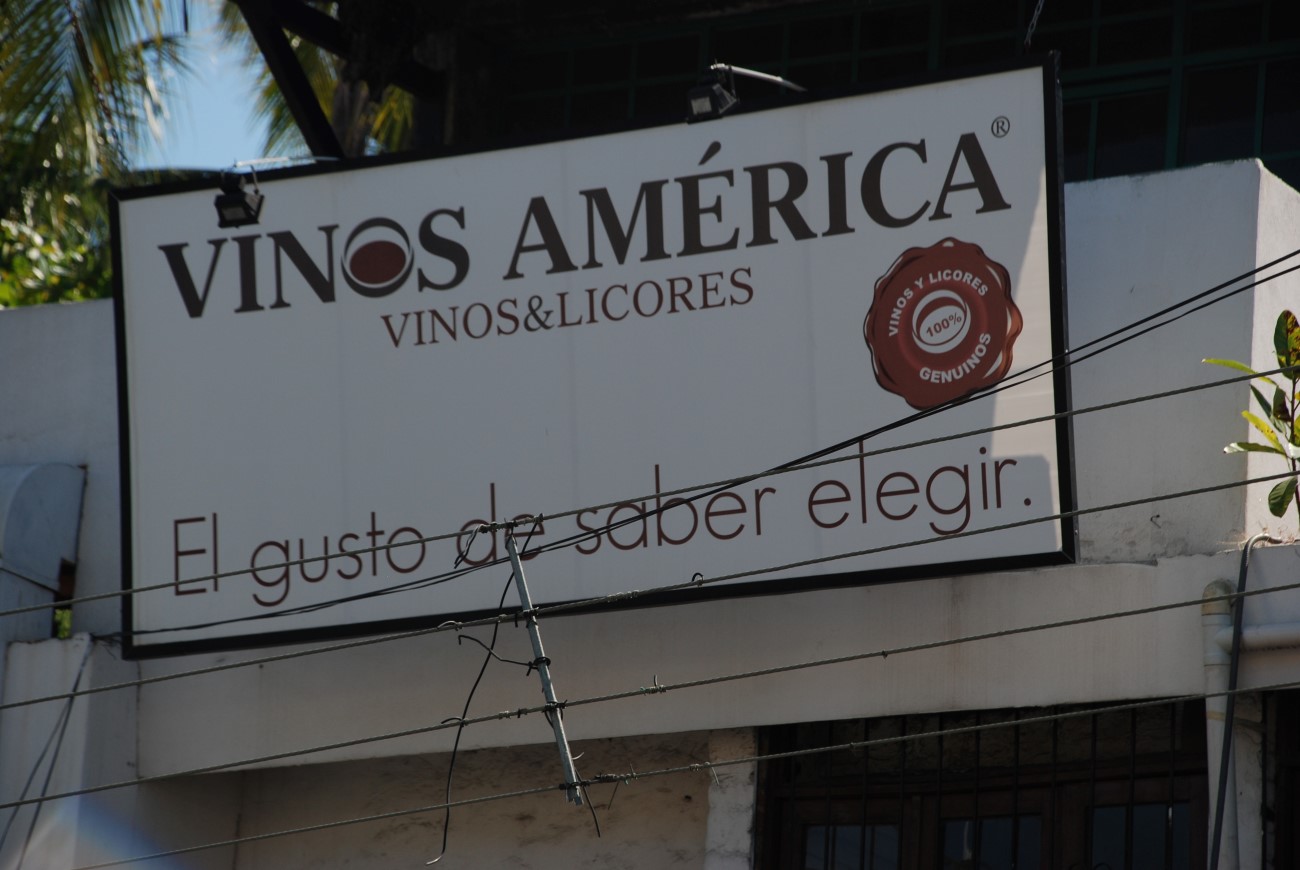 VINOS AMÉRICA®
VINOS&LICORES
VINOS Y LICORES
100%
GENUINOS
El gusto de saber elegir.